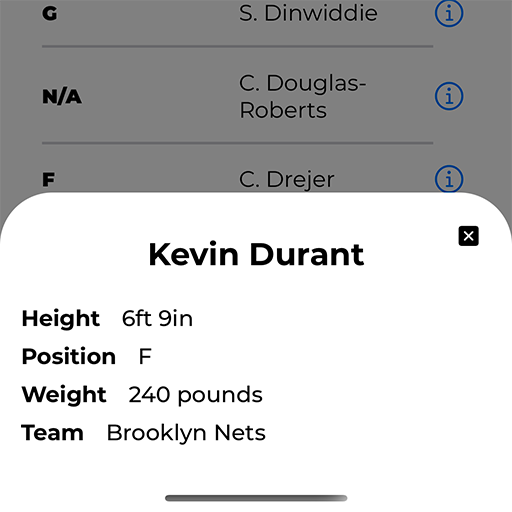 G S. Dinwiddie
N/A C. Douglas-
Roberts
F C. Drejer
Kevin Durant
Height 6ft 9in
Position F
Weight 240 pounds
Team Brooklyn Nets